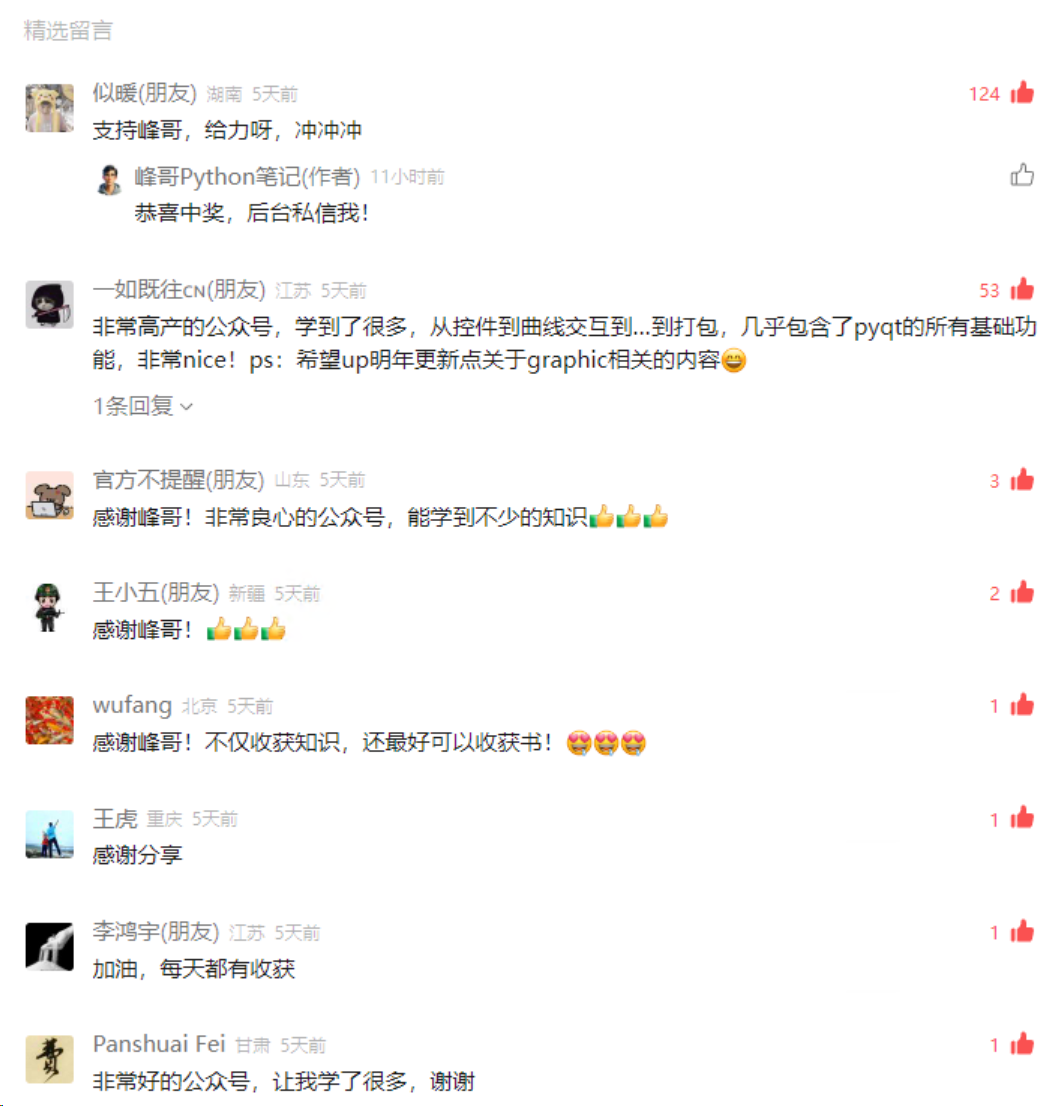 精选留言
似暖(朋友) 湖南 5天前 124
支持峰哥，给力呀，冲冲冲
峰哥Python笔记(作者) 11小时前
恭喜中奖，后台私信我！
一如既往CN(朋友) 江苏 5天前 53
非常高产的公众号，学到了很多，从控件到曲线交互到...到打包，几乎包含了pyqt的所有基础功
能，非常nice！ps：希望up明年更新点关于graphic相关的内容😄
1条回复
官方不提醒(朋友) 山东 5天前 3
感谢峰哥！非常良心的公众号，能学到不少的知识👍👍👍
王小五(朋友) 新疆 5天前 2
感谢峰哥！👍👍👍
wufang 北京 5天前 1
感谢峰哥！不仅收获知识，还最好可以收获书！😍😍😍
王虎 重庆 5天前 1
感谢分享
李鸿宇(朋友) 江苏 5天前 1
加油，每天都有收获
Panshuai Fei 甘肃 5天前 1
非常好的公众号，让我学了很多，谢谢